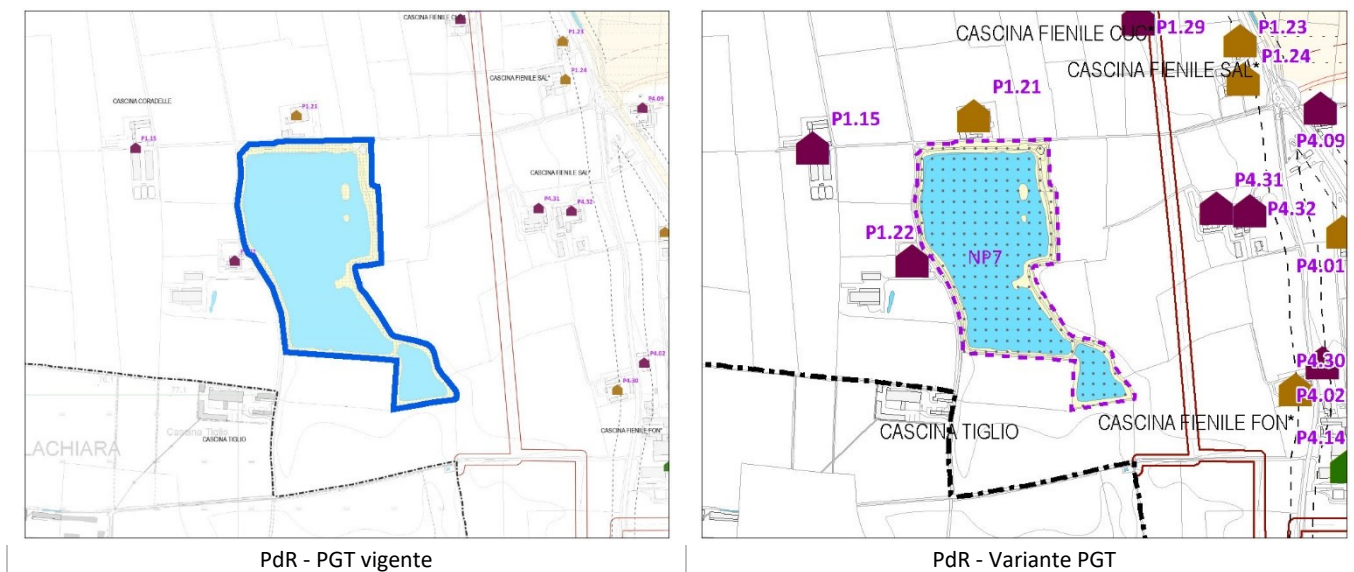 CASCINA FIENILE CUC*
P1.23
P1.24
CASCINA FIENILE SAL*
CASCINA CORADELLE
P1.21
P4.09
P1.15
CASCINA FIENILE SAL*
P4.31
P4.32
P4.02
P4.30
LACHIARA
Cascina Tiglio
CASCINA TIGLIO
CASCINA FIENILE FON*
PdR - PGT vigente
CASCINA FIENILE CUC*
P1.29
P1.23
P1.24
CASCINA FIENILE SAL*
P1.21
P1.15
P4.09
P4.31
P4.32
P1.22
NP7
P4.01
P4.30
P4.02
CASCINA TIGLIO
CASCINA FIENILE FON*
P4.14
PdR - Variante PGT